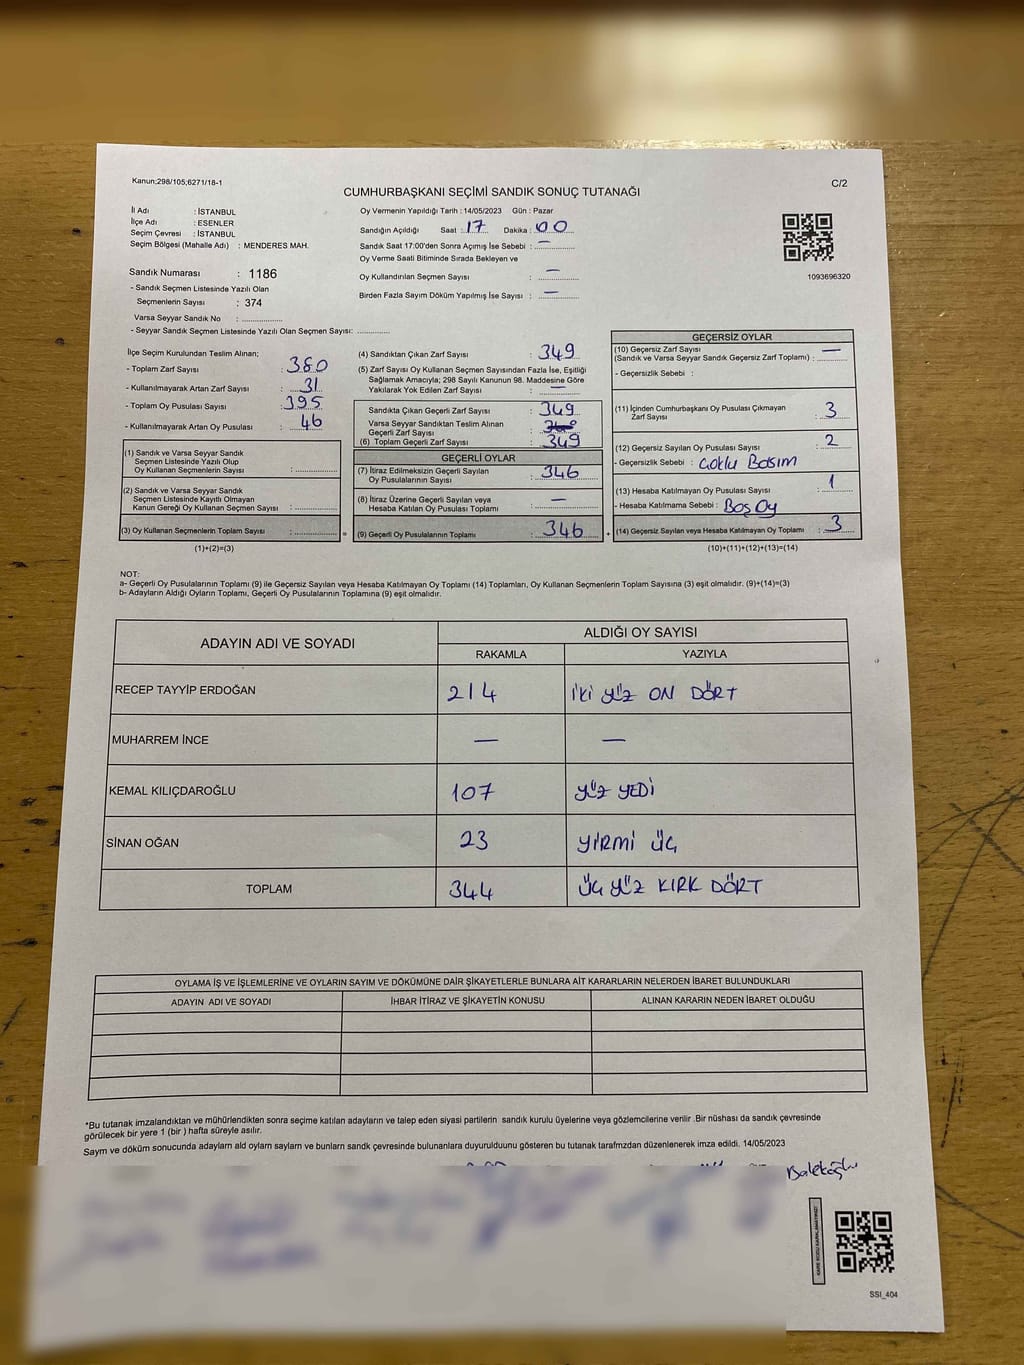 Kanun;298/105;6271/18-1
C/2
CUMHURBAŞKANI SEÇİMİ SANDIK SONUÇ TUTANAĞI
İl Adı : İSTANBUL
İlçe Adı : ESENLER
Seçim Çevresi : İSTANBUL
Seçim Bölgesi (Mahalle Adı) : MENDERES MAH.
Sandık Numarası : 1186
- Sandık Seçmen Listesinde Yazılı Olan
Seçmenlerin Sayısı : 374
Varsa Seyyar Sandık No :
- Seyyar Sandık Seçmen Listesinde Yazılı Olan Seçmen Sayısı:
Oy Vermenin Yapıldığı Tarih : 14/05/2023 Gün : Pazar
Sandığın Açıldığı Saat : 17 Dakika : 00
Sandık Saat 17:00'den Sonra Açımış İse Sebebi : —
Oy Verme Saati Bitiminde Sırada Bekleyen ve
Oy Kullandırılan Seçmen Sayısı : —
Birden Fazla Sayım Döküm Yapılmış İse Sayısı : —
1093696320
İlçe Seçim Kurulundan Teslim Alınan;
- Toplam Zarf Sayısı : 380
- Kullanılmayarak Artan Zarf Sayısı : 31
- Toplam Oy Pusulası Sayısı : 395
- Kullanılmayarak Artan Oy Pusulası : 46
(1) Sandık ve Varsa Seyyar Sandık
Seçmen Listesinde Yazılı Olup
Oy Kullanan Seçmenlerin Sayısı :
(2) Sandık ve Varsa Seyyar Sandık
Seçmen Listesinde Kayıtlı Olmayan
Kanun Gereği Oy Kullanan Seçmen Sayısı :
(3) Oy Kullanan Seçmenlerin Toplam Sayısı : =
(1)+(2)=(3)
(4) Sandıktan Çıkan Zarf Sayısı : 349
(5) Zarf Sayısı Oy Kullanan Seçmen Sayısından Fazla İse, Eşitliği
Sağlamak Amacıyla; 298 Sayılı Kanunun 98. Maddesine Göre
Yakılarak Yok Edilen Zarf Sayısı : —
Sandıkta Çıkan Geçerli Zarf Sayısı : 349
Varsa Seyyar Sandıktan Teslim Alınan
Geçerli Zarf Sayısı :
(6) Toplam Geçerli Zarf Sayısı : 349
GEÇERLİ OYLAR
(7) İtiraz Edilmeksizin Geçerli Sayılan
Oy Pusulalarının Sayısı : 346
(8) İtiraz Üzerine Geçerli Sayılan veya
Hesaba Katılan Oy Pusulası Toplamı : —
(9) Geçerli Oy Pusulalarının Toplamı : 346 +
GEÇERSİZ OYLAR
(10) Geçersiz Zarf Sayısı —
(Sandık ve Varsa Seyyar Sandık Geçersiz Zarf Toplamı) :
- Geçersizlik Sebebi :
(11) İçinden Cumhurbaşkanı Oy Pusulası Çıkmayan
Zarf Sayısı : 3
(12) Geçersiz Sayılan Oy Pusulası Sayısı : 2
- Geçersizlik Sebebi : Çoklu Basım
(13) Hesaba Katılmayan Oy Pusulası Sayısı : 1
- Hesaba Katılmama Sebebi : Boş Oy
(14) Geçersiz Sayılan veya Hesaba Katılmayan Oy Toplamı : 3
(10)+(11)+(12)+(13)=(14)
NOT:
a- Geçerli Oy Pusulalarının Toplamı (9) ile Geçersiz Sayılan veya Hesaba Katılmayan Oy Toplamı (14) Toplamları, Oy Kullanan Seçmenlerin Toplam Sayısına (3) eşit olmalıdır. (9)+(14)=(3)
b- Adayların Aldığı Oyların Toplamı, Geçerli Oy Pusulalarının Toplamına (9) eşit olmalıdır.
ADAYIN ADI VE SOYADI
ALDIĞI OY SAYISI
RAKAMLA YAZIYLA
RECEP TAYYİP ERDOĞAN 214 İKİ YÜZ ON DÖRT
MUHARREM İNCE — —
KEMAL KILIÇDAROĞLU 107 YÜZ YEDİ
SİNAN OĞAN 23 YİRMİ ÜÇ
TOPLAM 344 ÜÇ YÜZ KIRK DÖRT
OYLAMA İŞ VE İŞLEMLERİNE VE OYLARIN SAYIM VE DÖKÜMÜNE DAİR ŞİKAYETLERLE BUNLARA AİT KARARLARIN NELERDEN İBARET BULUNDUKLARI
ADAYIN ADI VE SOYADI İHBAR İTİRAZ VE ŞİKAYETİN KONUSU ALINAN KARARIN NEDEN İBARET OLDUĞU
*Bu tutanak imzalandıktan ve mühürlendikten sonra seçime katılan adayların ve talep eden siyasi partilerin sandık kurulu üyelerine veya gözlemcilerine verilir .Bir nüshası da sandık çevresinde
görülecek bir yere 1 (bir ) hafta süreyle asılır.
Saym ve döküm sonucunda adaylarn ald oylarn saylarn ve bunlarn sandk çevresinde bulunanlara duyurulduunu gösteren bu tutanak tarafmzdan düzenlenerek imza edildi. 14/05/2023
SSI_404